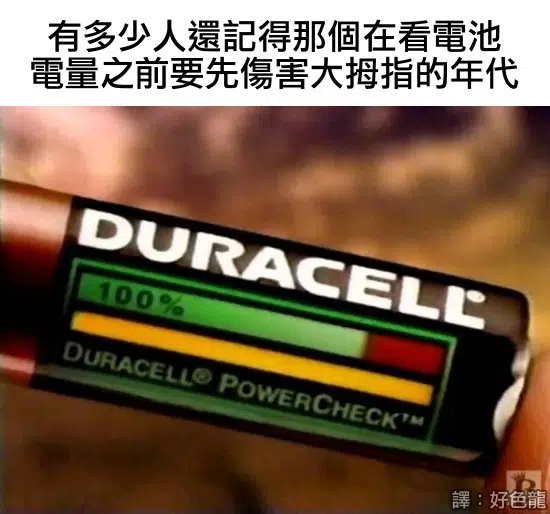 有多少人還記得那個在看電池
電量之前要先傷害大拇指的年代
DURACELL
100%
DURACELL® POWERCHECK™
譯：好色龍